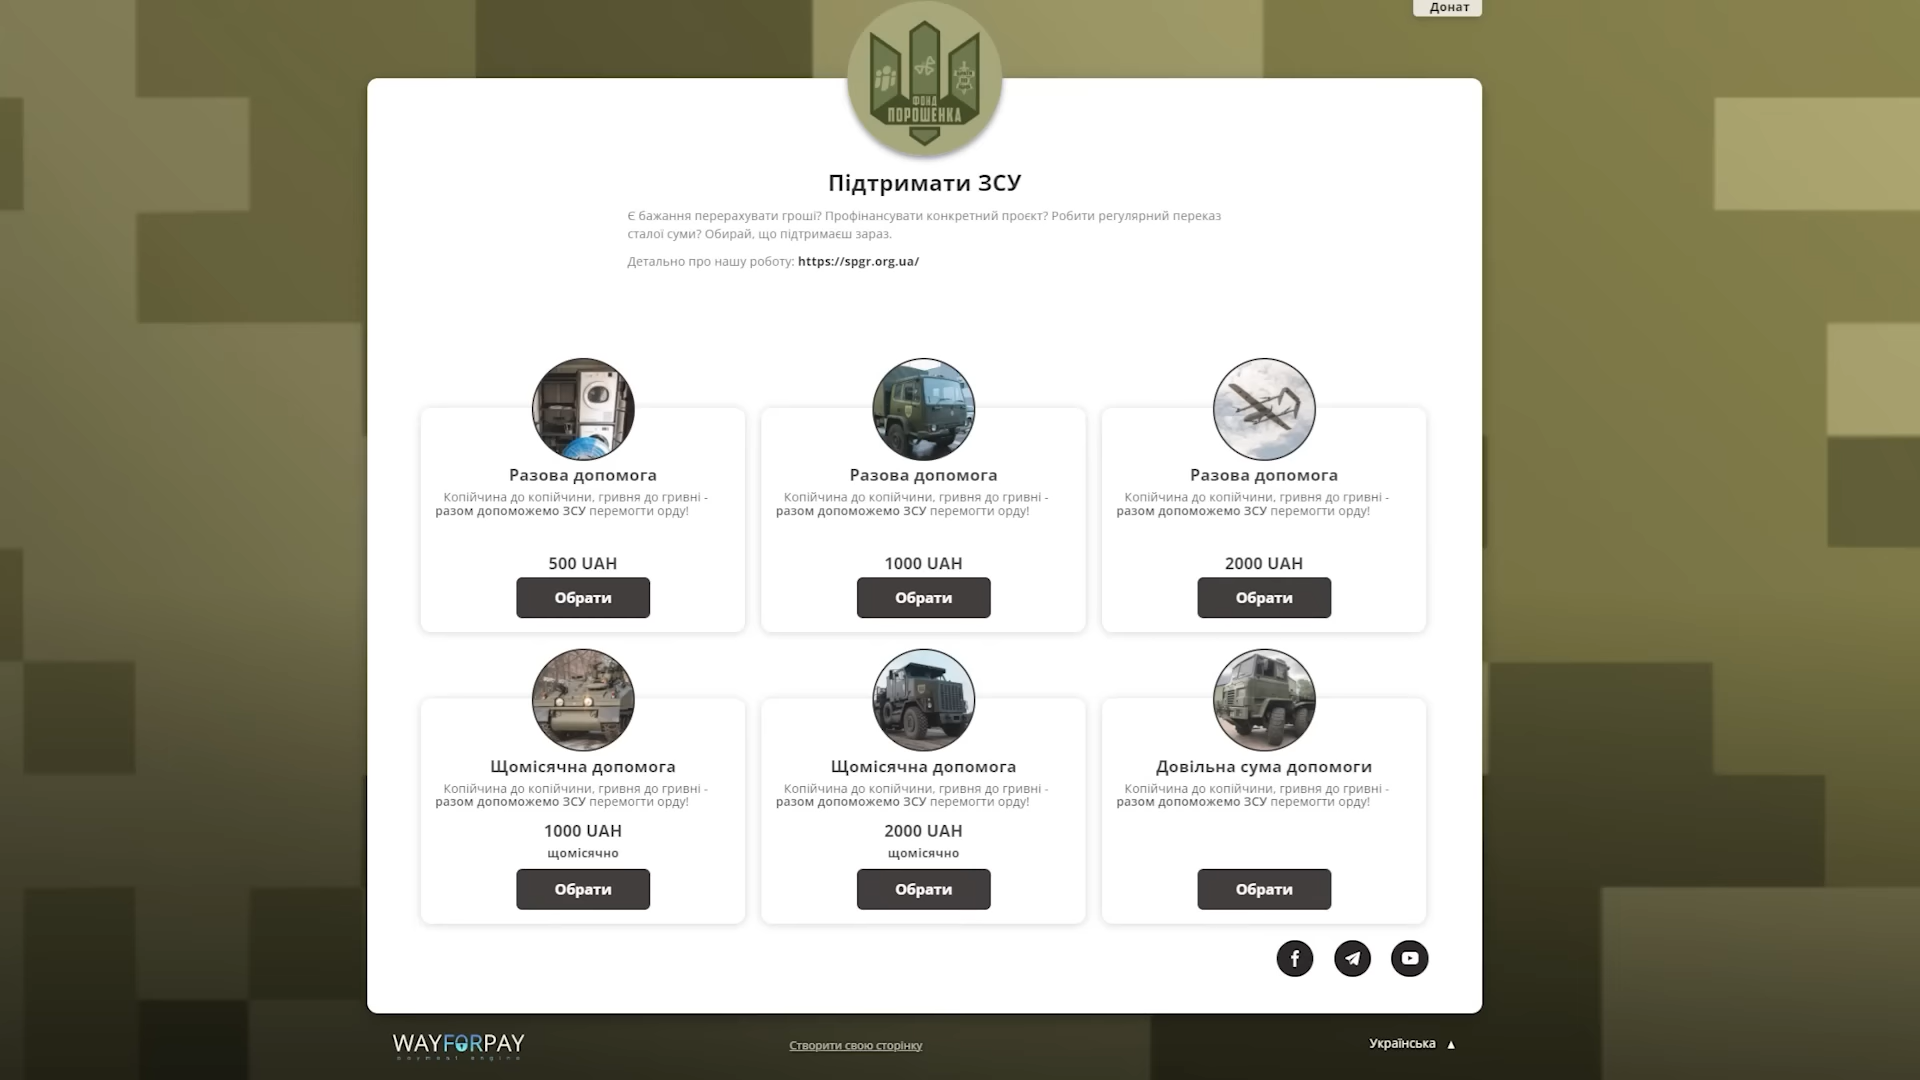 Донат
ФОНД
ПОРОШЕНКА
Підтримати ЗСУ
Є бажання перерахувати гроші? Профінансувати конкретний проєкт? Робити регулярний переказ
сталої суми? Обирай, що підтримаєш зараз.
Детально про нашу роботу: https://spgr.org.ua/
Разова допомога
Копійчина до копійчини, гривня до гривні -
разом допоможемо ЗСУ перемогти орду!
500 UAH
Обрати
Разова допомога
Копійчина до копійчини, гривня до гривні -
разом допоможемо ЗСУ перемогти орду!
1000 UAH
Обрати
Разова допомога
Копійчина до копійчини, гривня до гривні -
разом допоможемо ЗСУ перемогти орду!
2000 UAH
Обрати
Щомісячна допомога
Копійчина до копійчини, гривня до гривні -
разом допоможемо ЗСУ перемогти орду!
1000 UAH
щомісячно
Обрати
Щомісячна допомога
Копійчина до копійчини, гривня до гривні -
разом допоможемо ЗСУ перемогти орду!
2000 UAH
щомісячно
Обрати
Довільна сума допомоги
Копійчина до копійчини, гривня до гривні -
разом допоможемо ЗСУ перемогти орду!
Обрати
WAYFORPAY
payment engine
Створити свою сторінку
Українська ▲